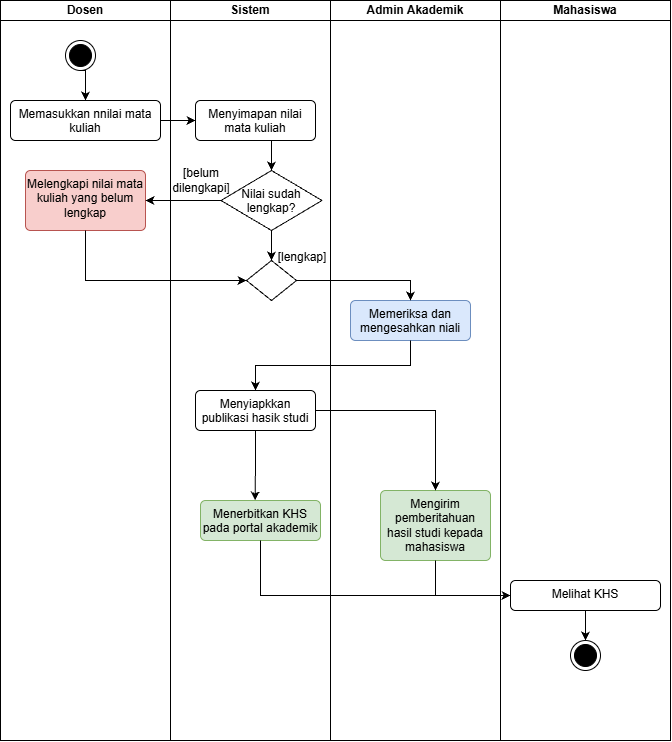 Dosen
Sistem
Admin Akademik
Mahasiswa
Memasukkan nnilai mata
kuliah
Menyimapan nilai
mata kuliah
[belum
dilengkapi]
Melengkapi nilai mata
kuliah yang belum
lengkap
Nilai sudah
lengkap?
[lengkap]
Memeriksa dan
mengesahkan niali
Menyiapkkan
publikasi hasik studi
Menerbitkan KHS
pada portal akademik
Mengirim
pemberitahuan
hasil studi kepada
mahasiswa
Melihat KHS